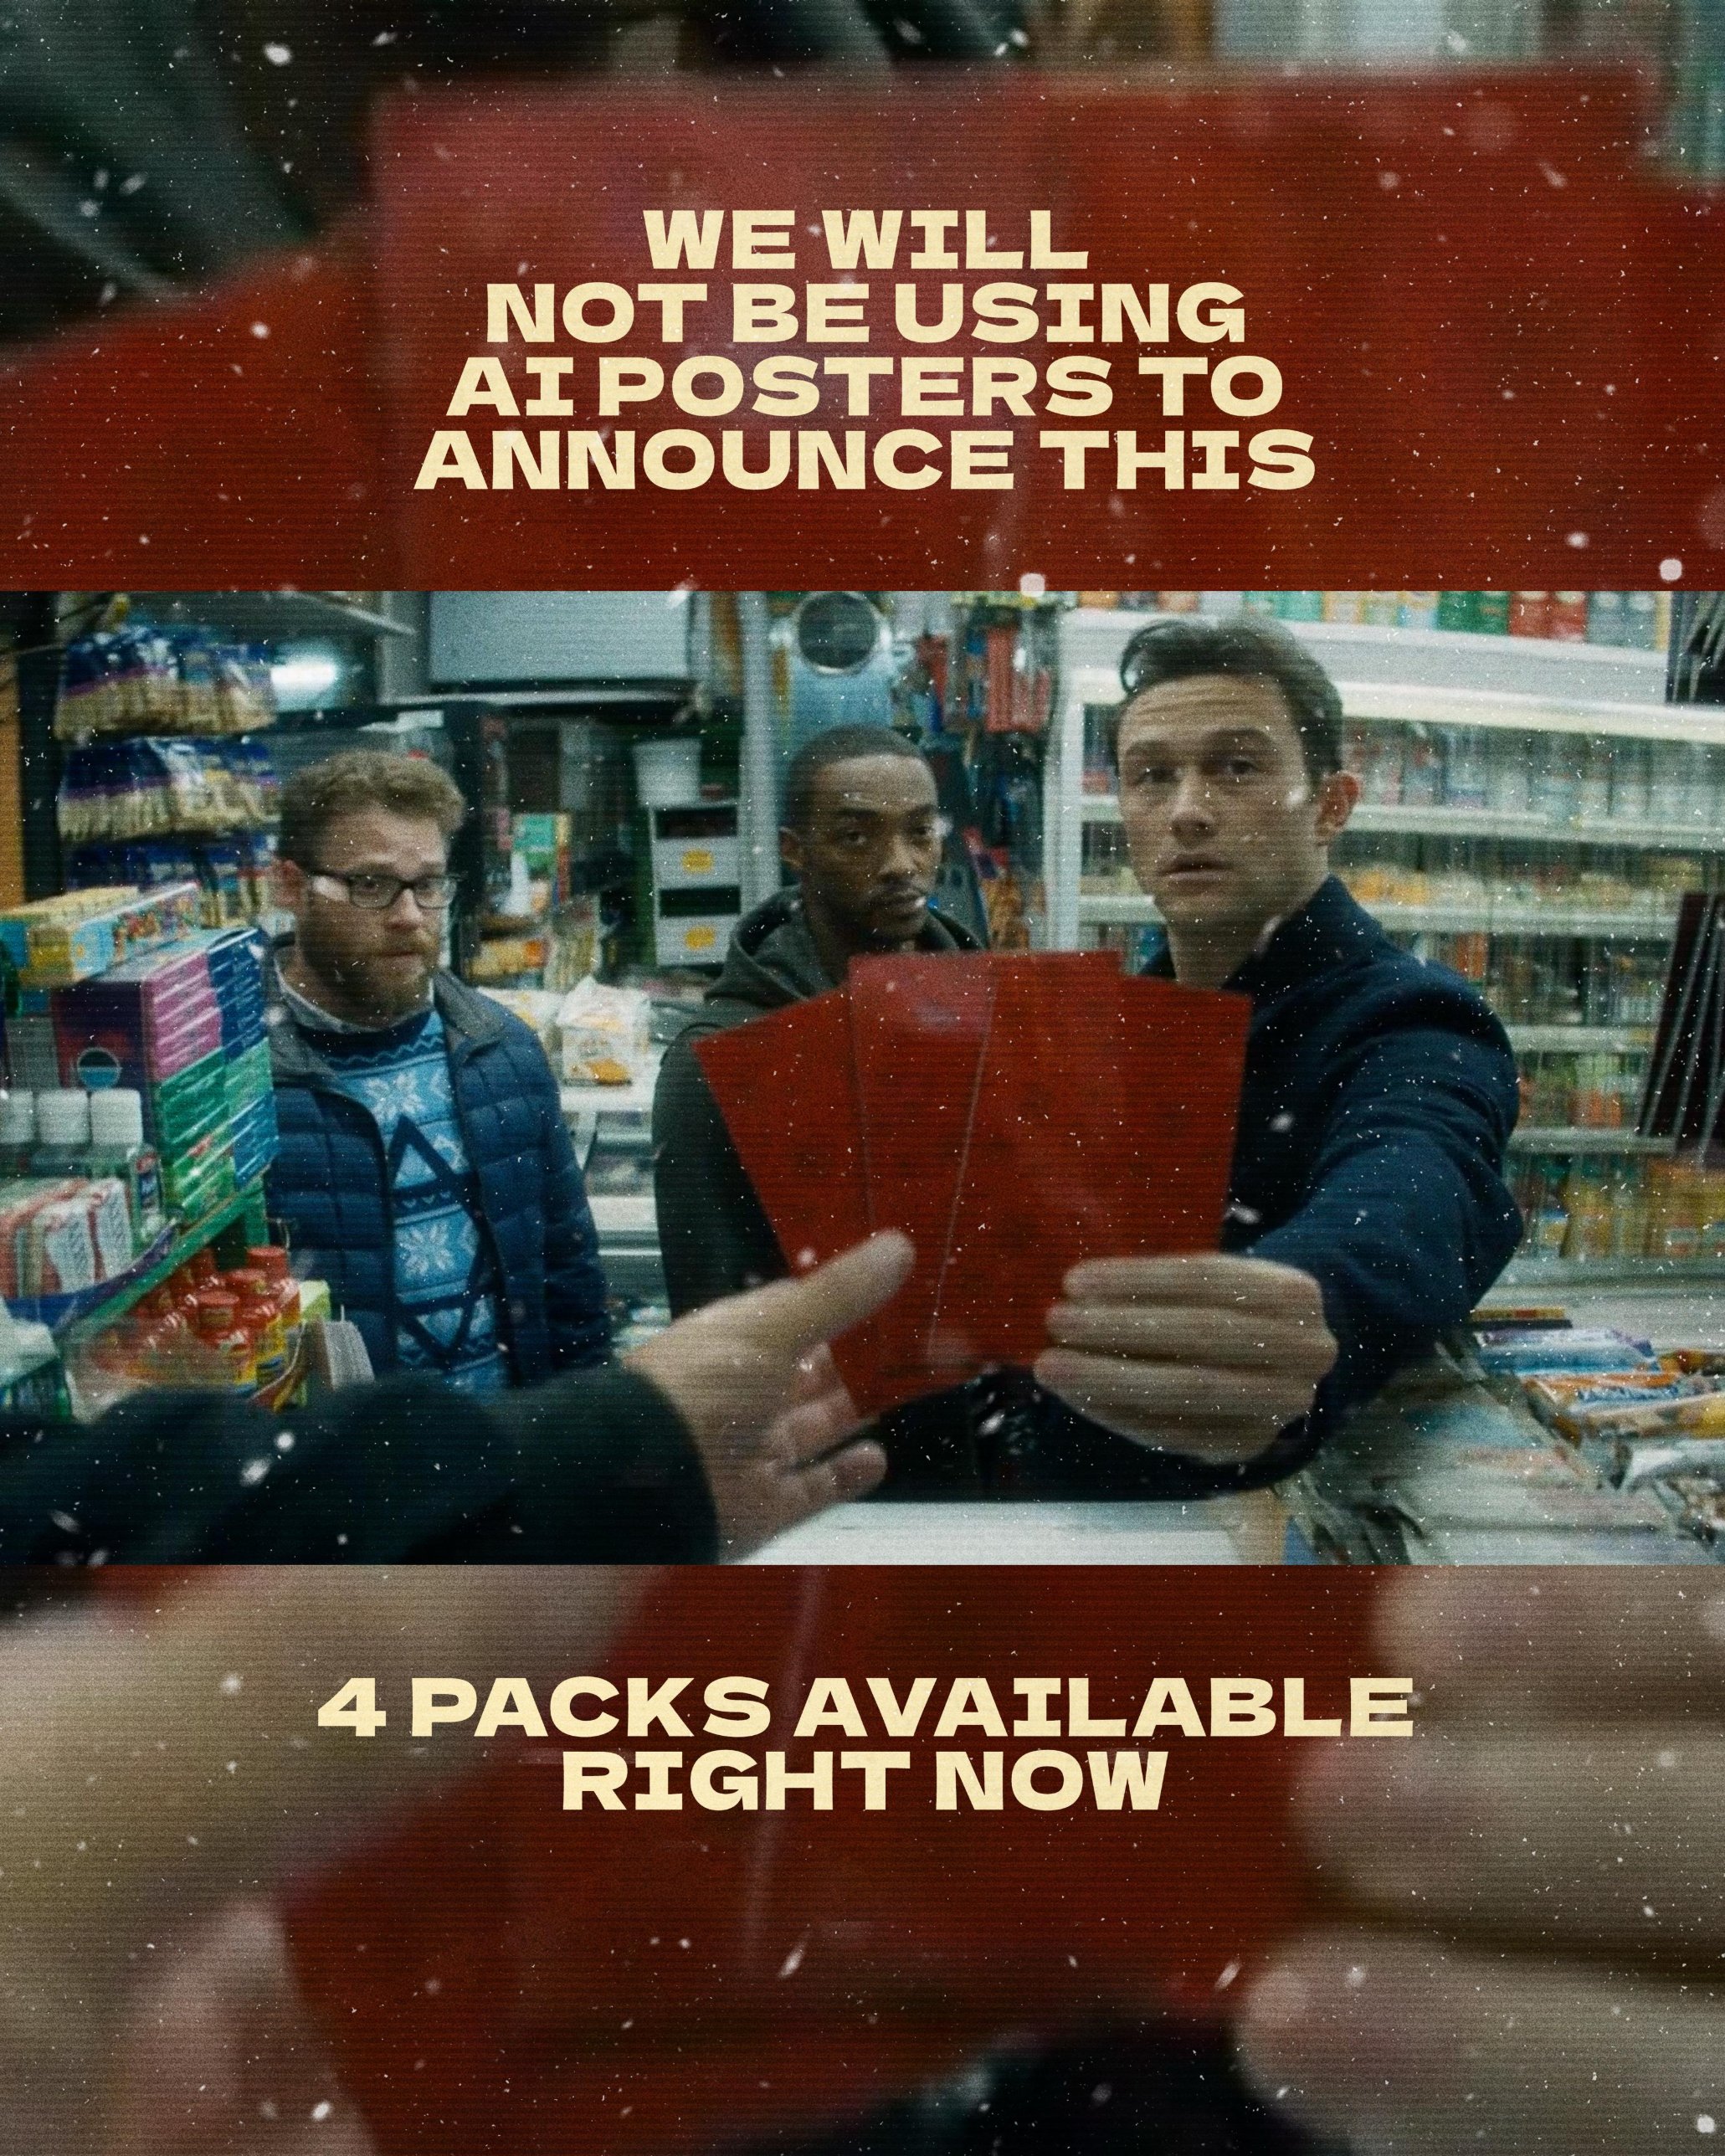 WE WILL
NOT BE USING
AI POSTERS TO
ANNOUNCE THIS
4 PACKS AVAILABLE
RIGHT NOW